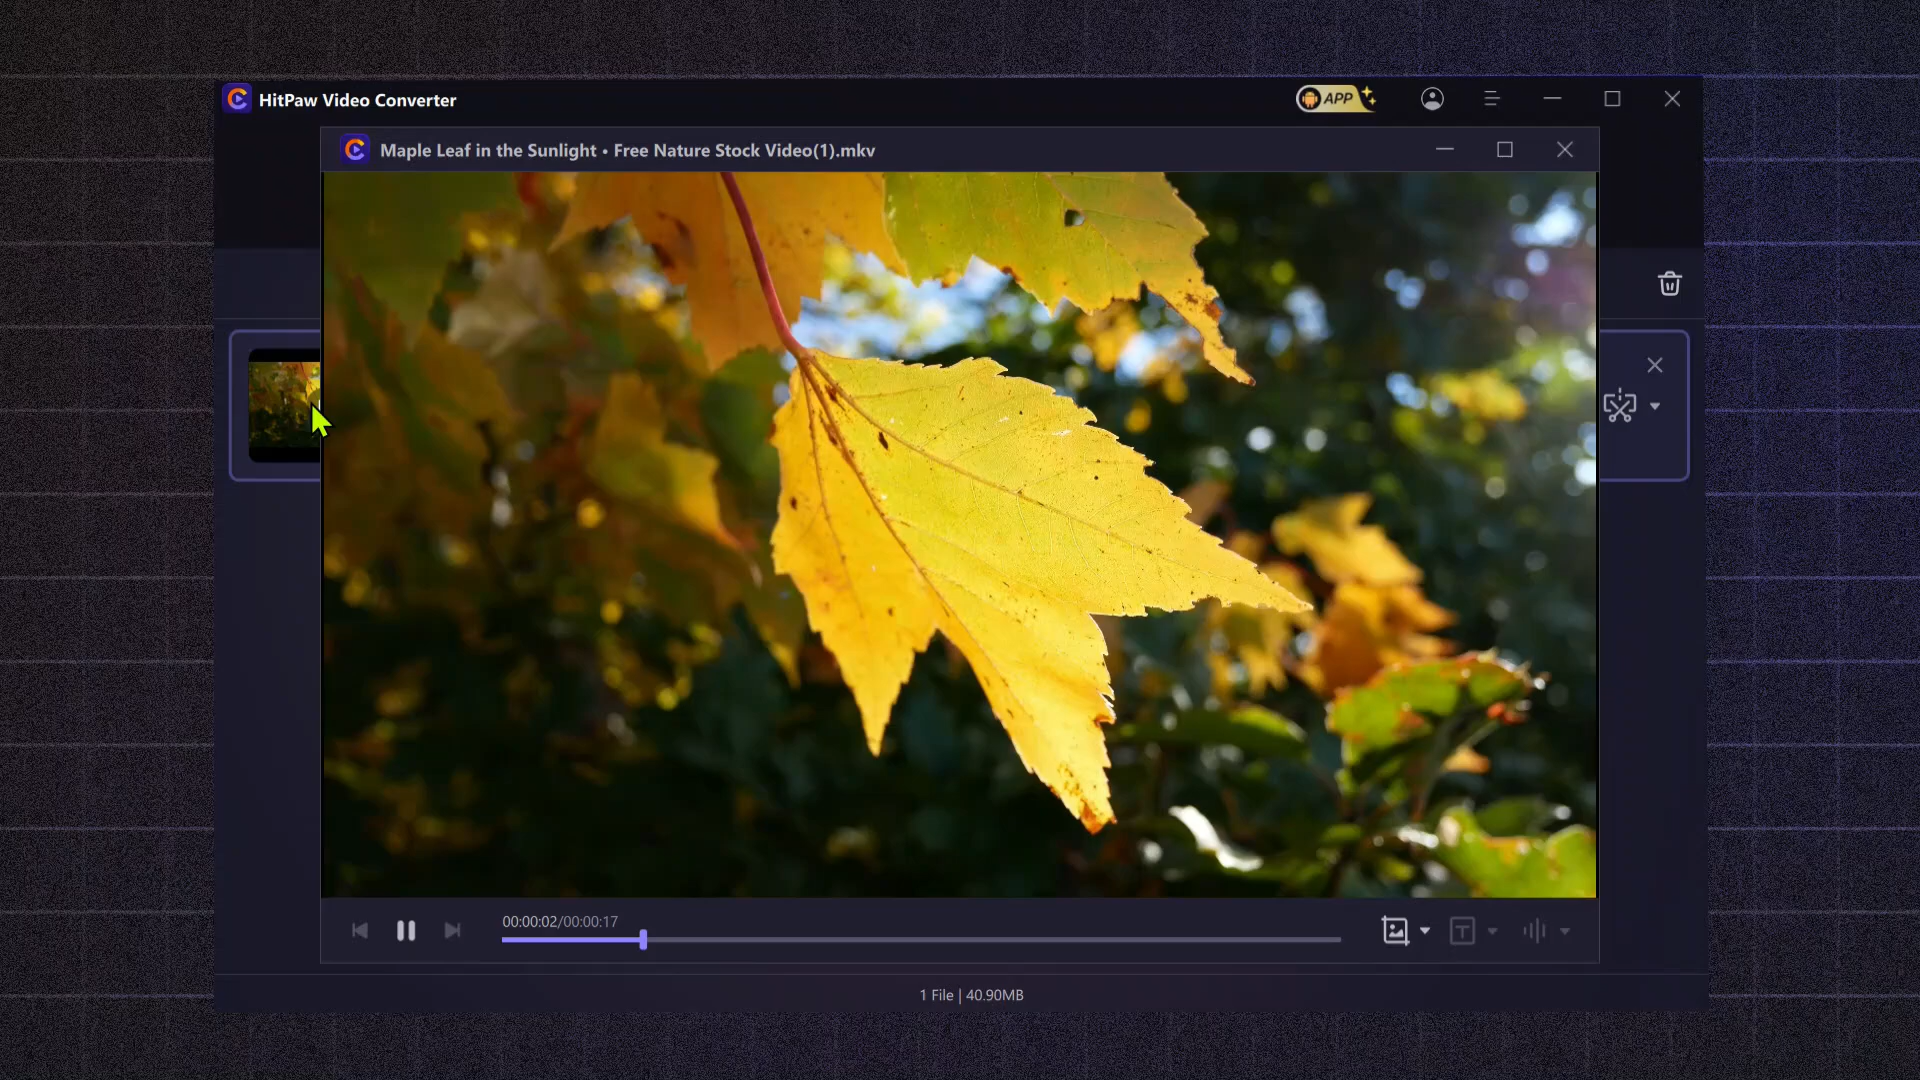 HitPaw Video Converter
APP
Maple Leaf in the Sunlight • Free Nature Stock Video(1).mkv
00:00:02/00:00:17
T
1 File | 40.90MB